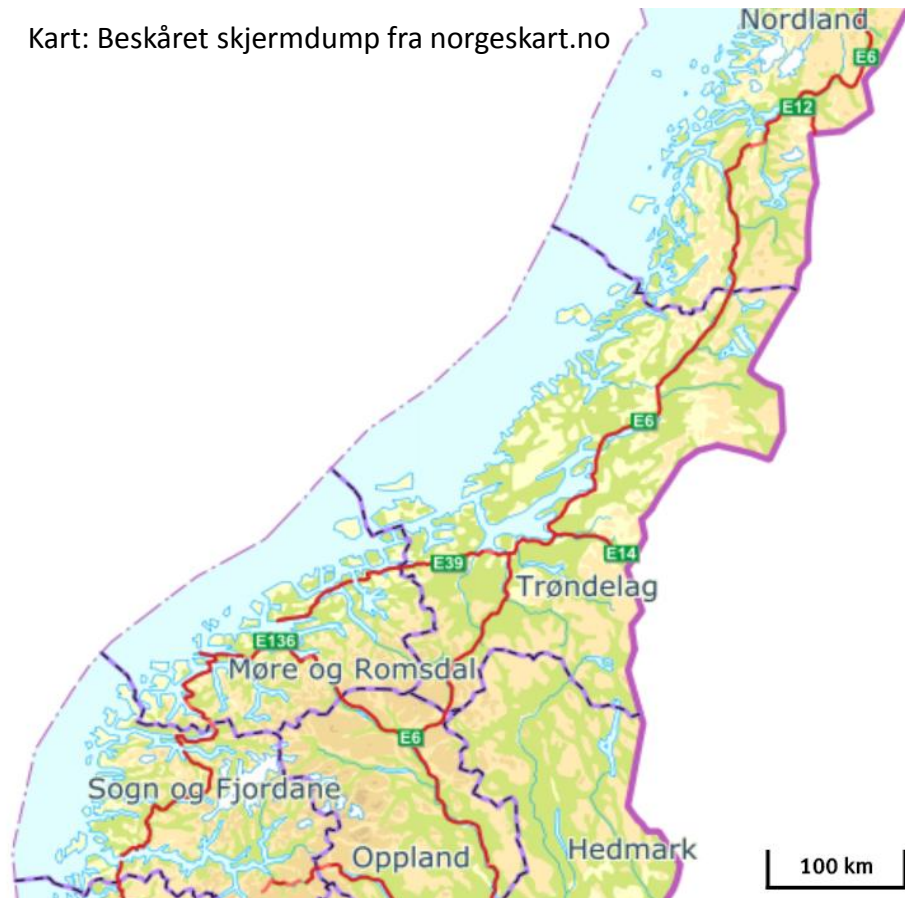 Kart: Beskåret skjermdump fra norgeskart.no
Nordland
E6
E12
E6
E14
E39
Trøndelag
E136
Møre og Romsdal
E6
Sogn og Fjordane
Oppland
Hedmark
100 km